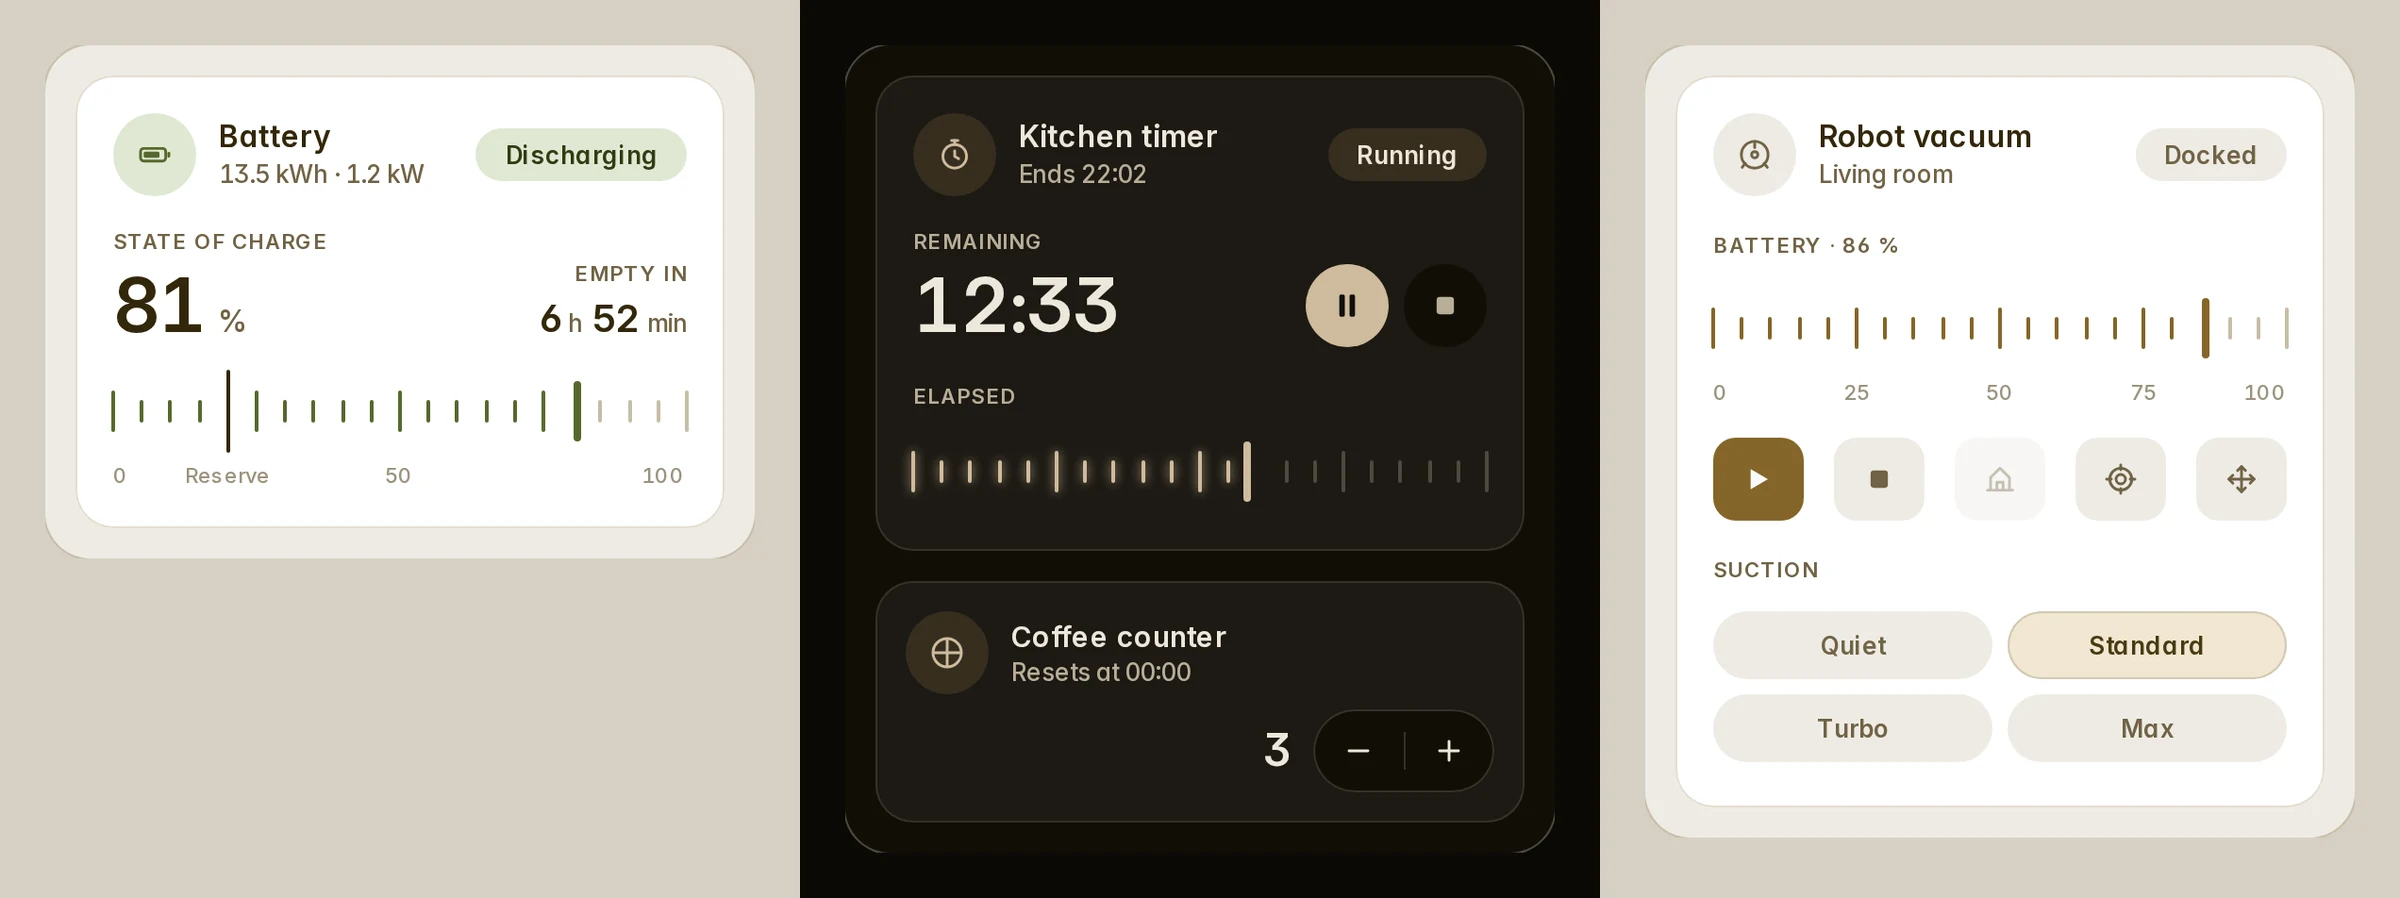 Battery
13.5 kWh · 1.2 kW
Discharging
STATE OF CHARGE
81 %
EMPTY IN
6 h 52 min
0 Reserve 50 100
Kitchen timer
Ends 22:02
Running
REMAINING
12:33
ELAPSED
Coffee counter
Resets at 00:00
3
Robot vacuum
Living room
Docked
BATTERY · 86 %
0 25 50 75 100
SUCTION
Quiet Standard
Turbo Max